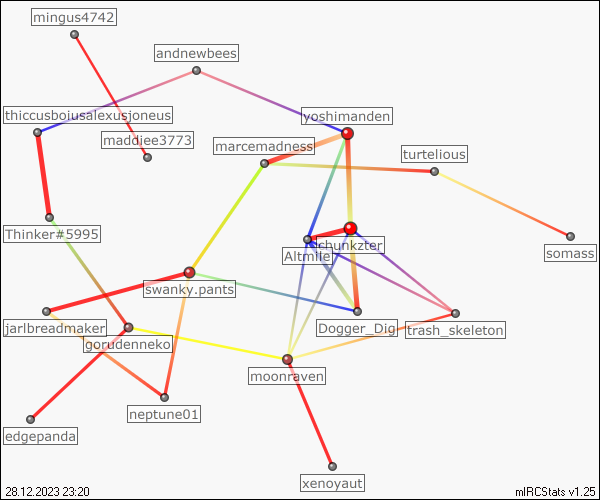 mingus4742
andnewbees
thiccusboiusalexusjoneus
yoshimanden
maddiee3773
marcemadness
turtelious
Thinker#5995
chunkzter
somass
Altmile
swanky.pants
jarlbreadmaker
Dogger_Dig
trash_skeleton
gorudenneko
moonraven
neptune01
edgepanda
xenoyaut
28.12.2023 23:20
mIRCStats v1.25